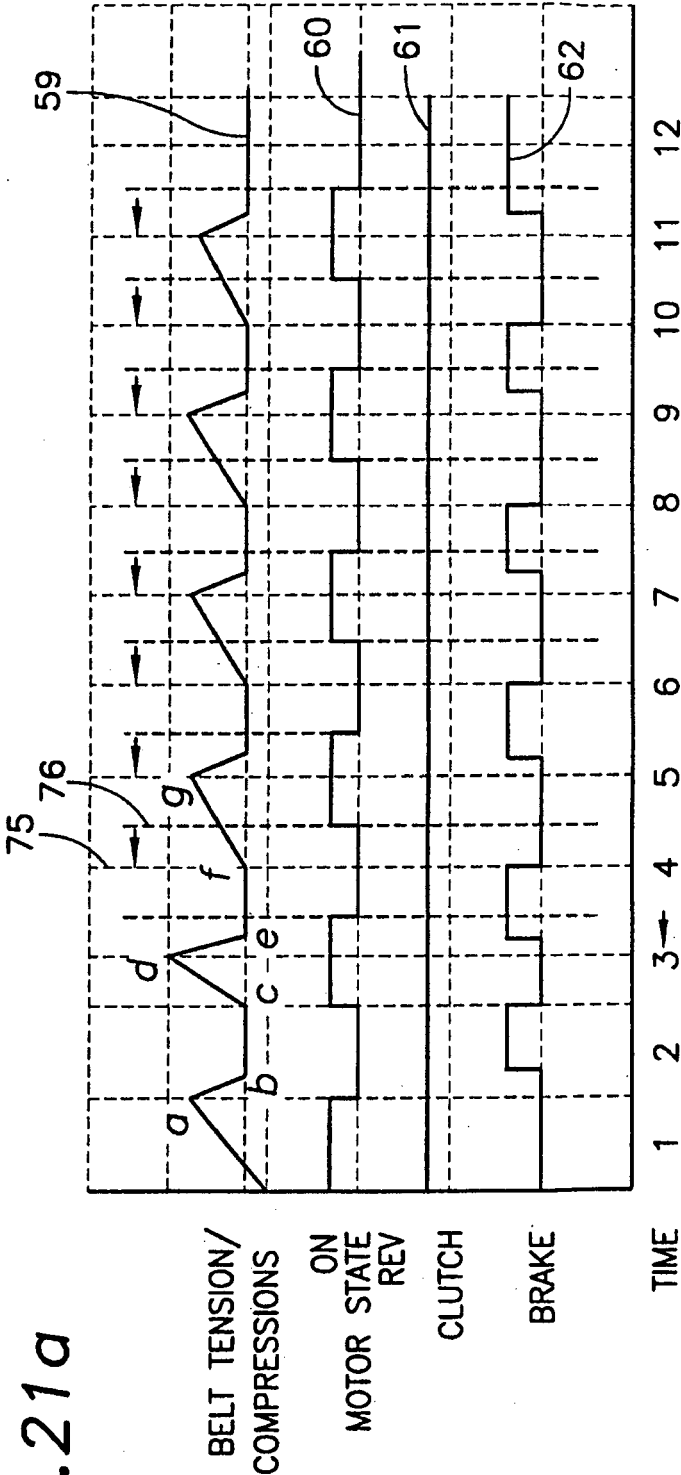 .21a
75
76
59
60
61
62
a
b
c
d
e
f
g
BELT TENSION/
COMPRESSIONS
ON
MOTOR STATE
REV
CLUTCH
BRAKE
TIME
1 2 3 4 5 6 7 8 9 10 11 12